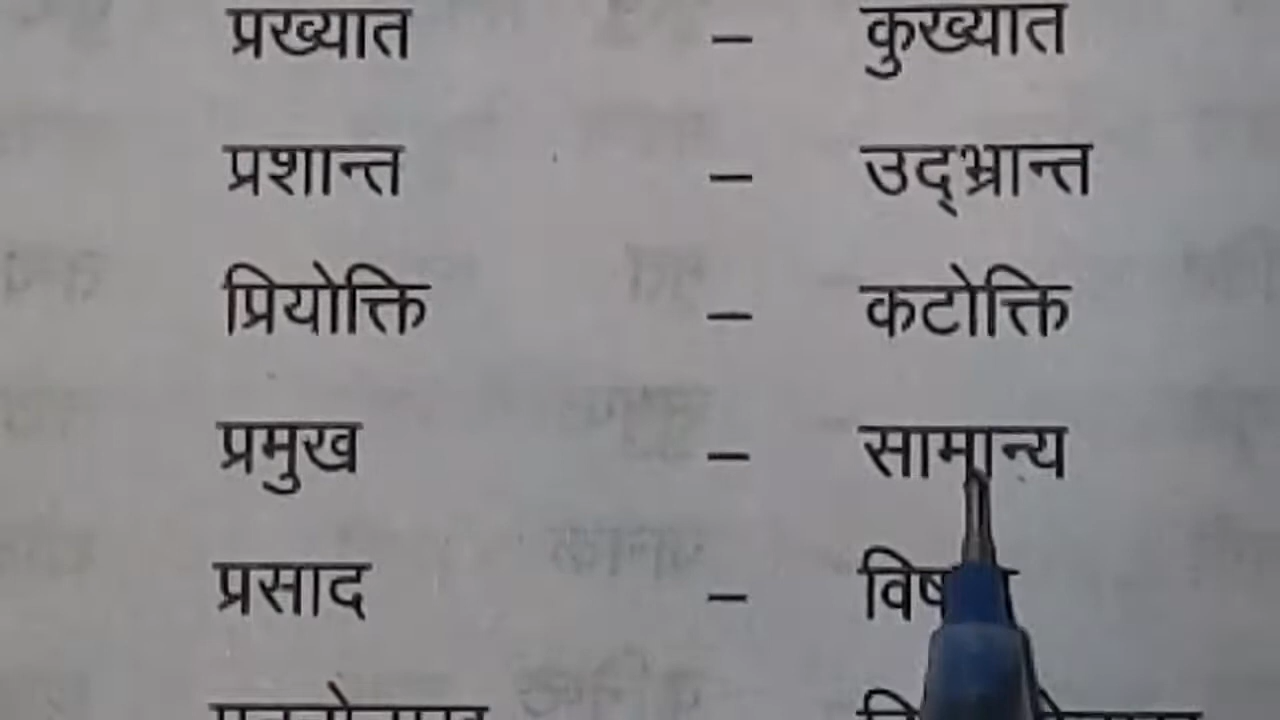 प्रख्यात – कुख्यात
प्रशान्त – उद्भ्रान्त
प्रियोक्ति – कटोक्ति
प्रमुख – सामान्य
प्रसाद –